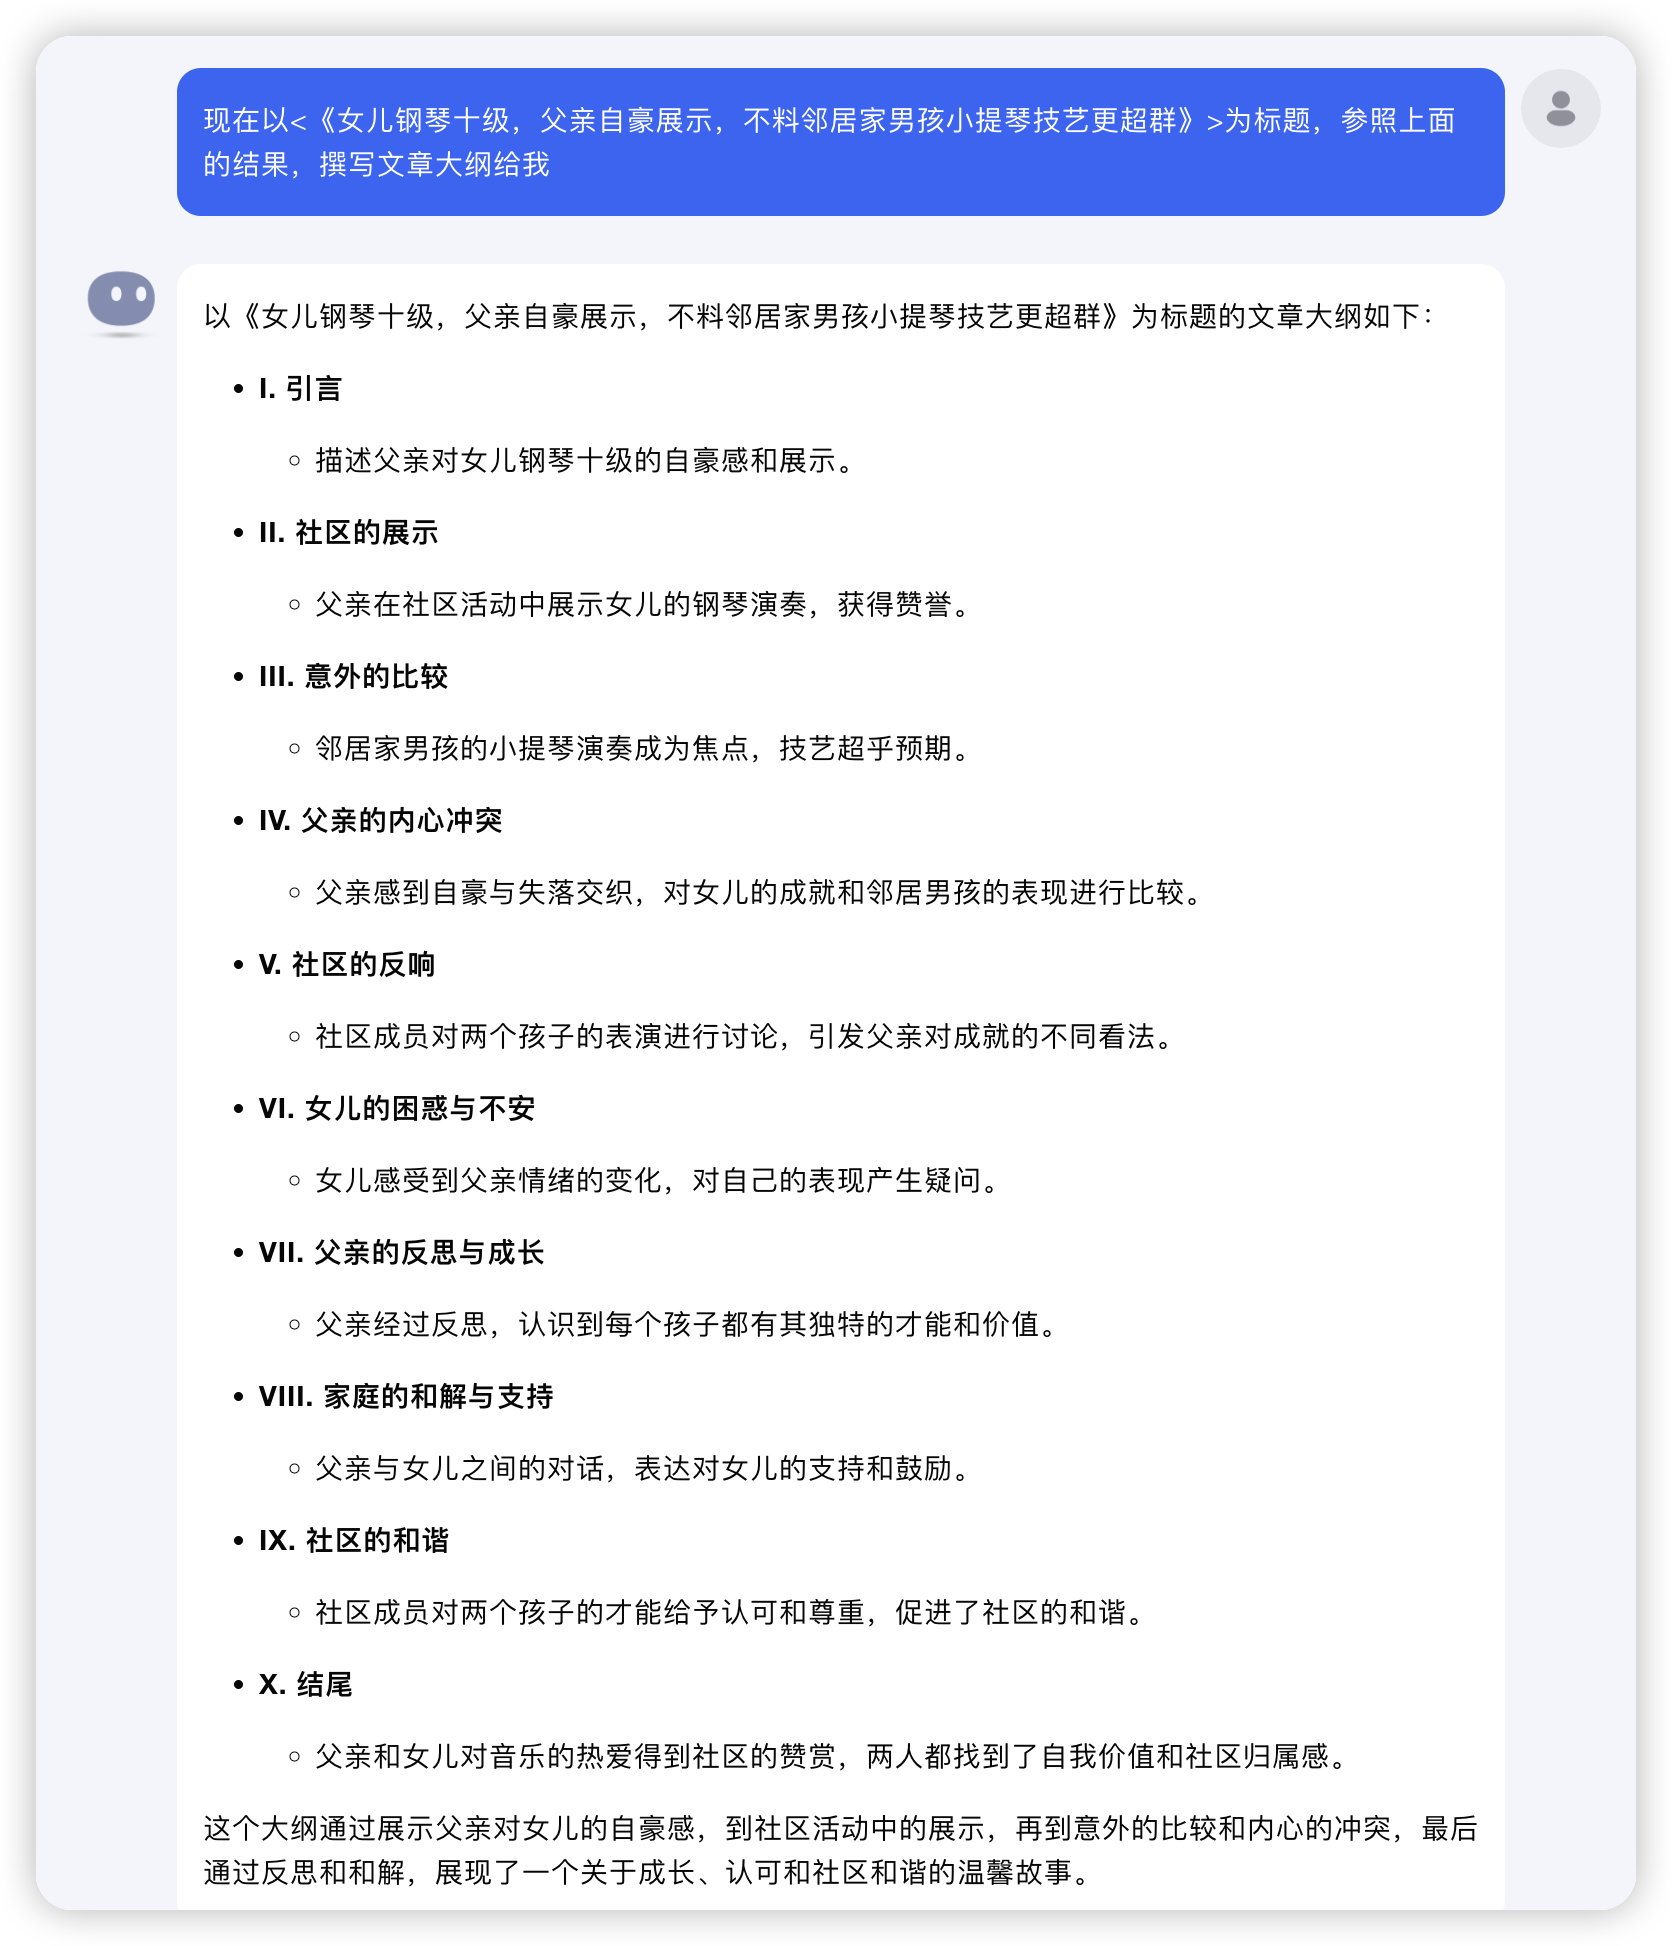 现在以<《女儿钢琴十级，父亲自豪展示，不料邻居家男孩小提琴技艺更超群》>为标题，参照上面
的结果，撰写文章大纲给我
以《女儿钢琴十级，父亲自豪展示，不料邻居家男孩小提琴技艺更超群》为标题的文章大纲如下：
• I. 引言
◦ 描述父亲对女儿钢琴十级的自豪感和展示。
• II. 社区的展示
◦ 父亲在社区活动中展示女儿的钢琴演奏，获得赞誉。
• III. 意外的比较
◦ 邻居家男孩的小提琴演奏成为焦点，技艺超乎预期。
• IV. 父亲的内心冲突
◦ 父亲感到自豪与失落交织，对女儿的成就和邻居男孩的表现进行比较。
• V. 社区的反响
◦ 社区成员对两个孩子的表演进行讨论，引发父亲对成就的不同看法。
• VI. 女儿的困惑与不安
◦ 女儿感受到父亲情绪的变化，对自己的表现产生疑问。
• VII. 父亲的反思与成长
◦ 父亲经过反思，认识到每个孩子都有其独特的才能和价值。
• VIII. 家庭的和解与支持
◦ 父亲与女儿之间的对话，表达对女儿的支持和鼓励。
• IX. 社区的和谐
◦ 社区成员对两个孩子的才能给予认可和尊重，促进了社区的和谐。
• X. 结尾
◦ 父亲和女儿对音乐的热爱得到社区的赞赏，两人都找到了自我价值和社区归属感。
这个大纲通过展示父亲对女儿的自豪感，到社区活动中的展示，再到意外的比较和内心的冲突，最后
通过反思和和解，展现了一个关于成长、认可和社区和谐的温馨故事。